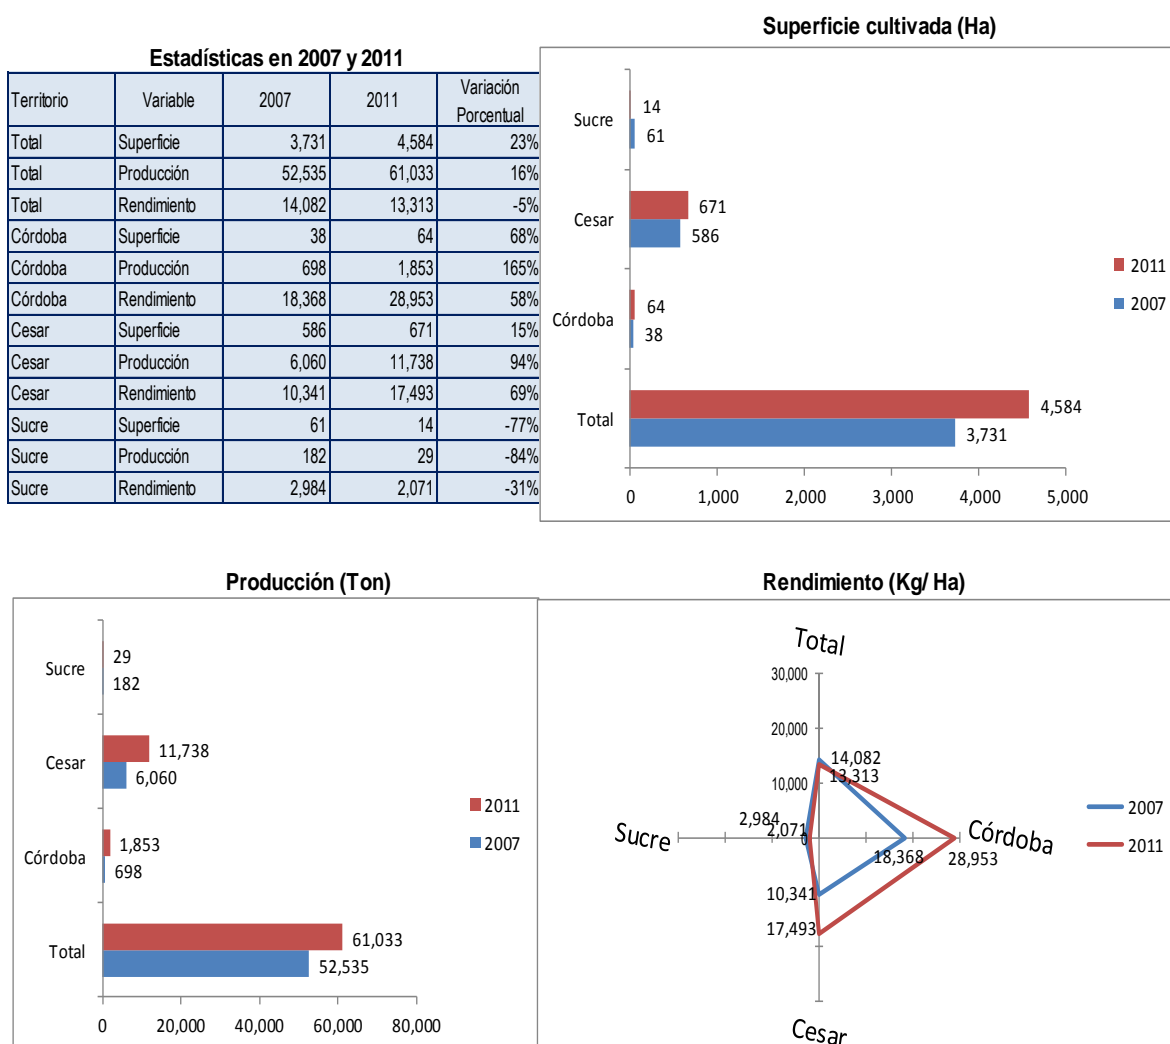 Estadísticas en 2007 y 2011
Territorio Variable 2007 2011 Variación Porcentual
Total Superficie 3,731 4,584 23%
Total Producción 52,535 61,033 16%
Total Rendimiento 14,082 13,313 -5%
Córdoba Superficie 38 64 68%
Córdoba Producción 698 1,853 165%
Córdoba Rendimiento 18,368 28,953 58%
Cesar Superficie 586 671 15%
Cesar Producción 6,060 11,738 94%
Cesar Rendimiento 10,341 17,493 69%
Sucre Superficie 61 14 -77%
Sucre Producción 182 29 -84%
Sucre Rendimiento 2,984 2,071 -31%
Superficie cultivada (Ha)
14
Sucre
61
671
Cesar
586
2011
2007
64
Córdoba
38
4,584
Total
3,731
0 1,000 2,000 3,000 4,000 5,000
Producción (Ton)
29
Sucre
182
11,738
Cesar
6,060
2011
2007
1,853
Córdoba
698
61,033
Total
52,535
0 20,000 40,000 60,000 80,000
Rendimiento (Kg/ Ha)
Total
30,000
20,000
14,082
13,313
10,000
2007
2011
2,984
2,071
Sucre
0
Córdoba
18,368
28,953
10,341
17,493
Cesar